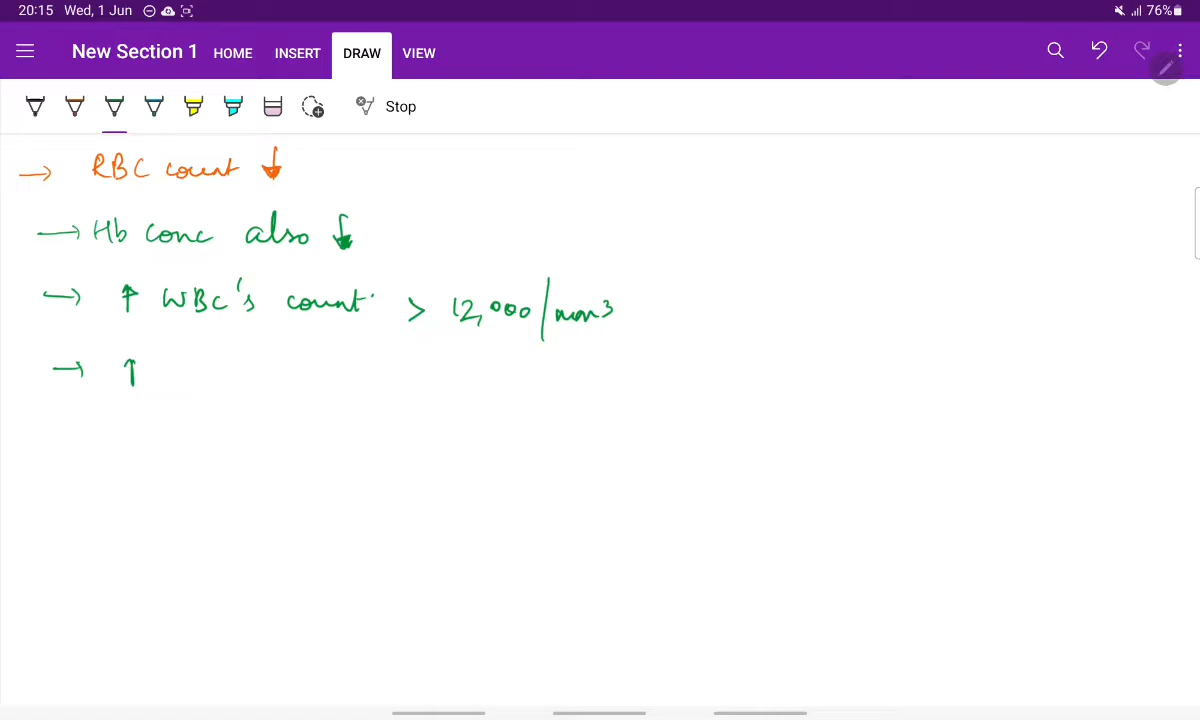 20:15 Wed, 1 Jun 76%
New Section 1 HOME INSERT DRAW VIEW
Stop
→ RBC count ↓
→ Hb conc also ↓
→ ↑ WBC's count > 12,000/mm3
→ ↑